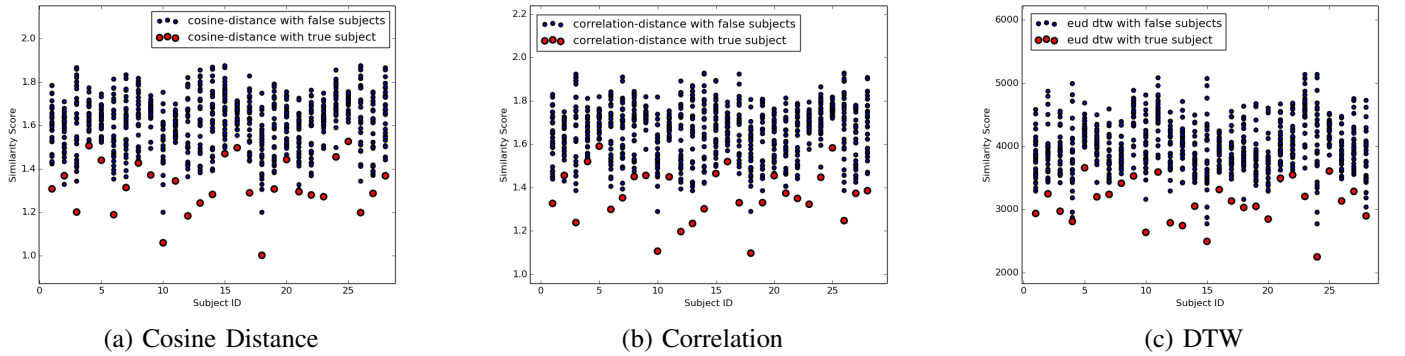 cosine-distance with false subjects
cosine-distance with true subject
2.0
1.8
1.6
1.4
1.2
1.0
Similarity Score
0 5 10 15 20 25
Subject ID
(a) Cosine Distance
correlation-distance with false subjects
correlation-distance with true subject
2.2
2.0
1.8
1.6
1.4
1.2
1.0
Similarity Score
0 5 10 15 20 25
Subject ID
(b) Correlation
eud dtw with false subjects
eud dtw with true subject
6000
5000
4000
3000
2000
Similarity Score
0 5 10 15 20 25
Subject ID
(c) DTW